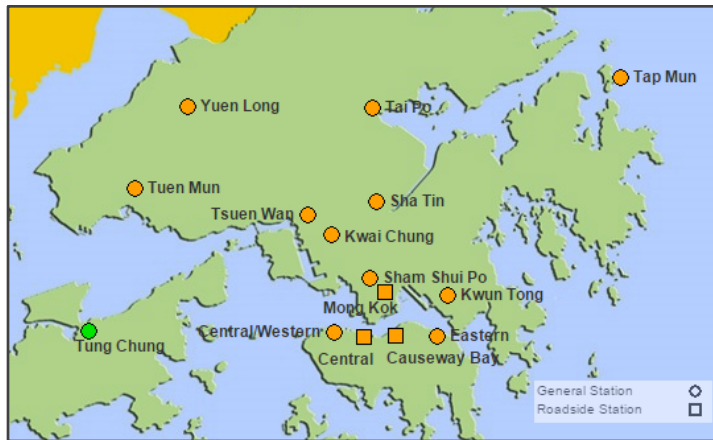 Tap Mun
Yuen Long
Tai Po
Tuen Mun
Sha Tin
Tsuen Wan
Kwai Chung
Sham Shui Po
Kwun Tong
Mong Kok
Central/Western
Eastern
Tung Chung
Central
Causeway Bay
General Station
Roadside Station